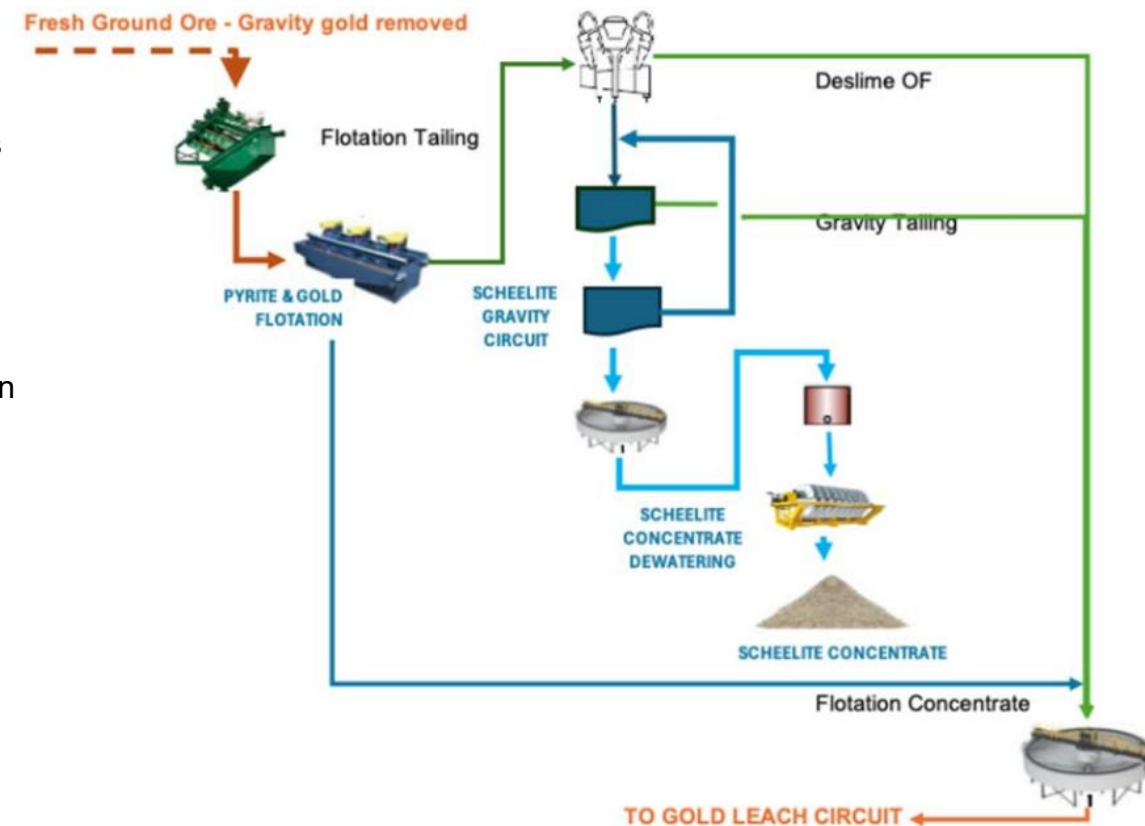 Fresh Ground Ore - Gravity gold removed
Deslime OF
Flotation Tailing
s
Gravity Tailing
PYRITE & GOLD
FLOTATION
SCHEELITE
GRAVITY
CIRCUIT
n
SCHEELITE
CONCENTRATE
DEWATERING
SCHEELITE CONCENTRATE
Flotation Concentrate
TO GOLD LEACH CIRCUIT